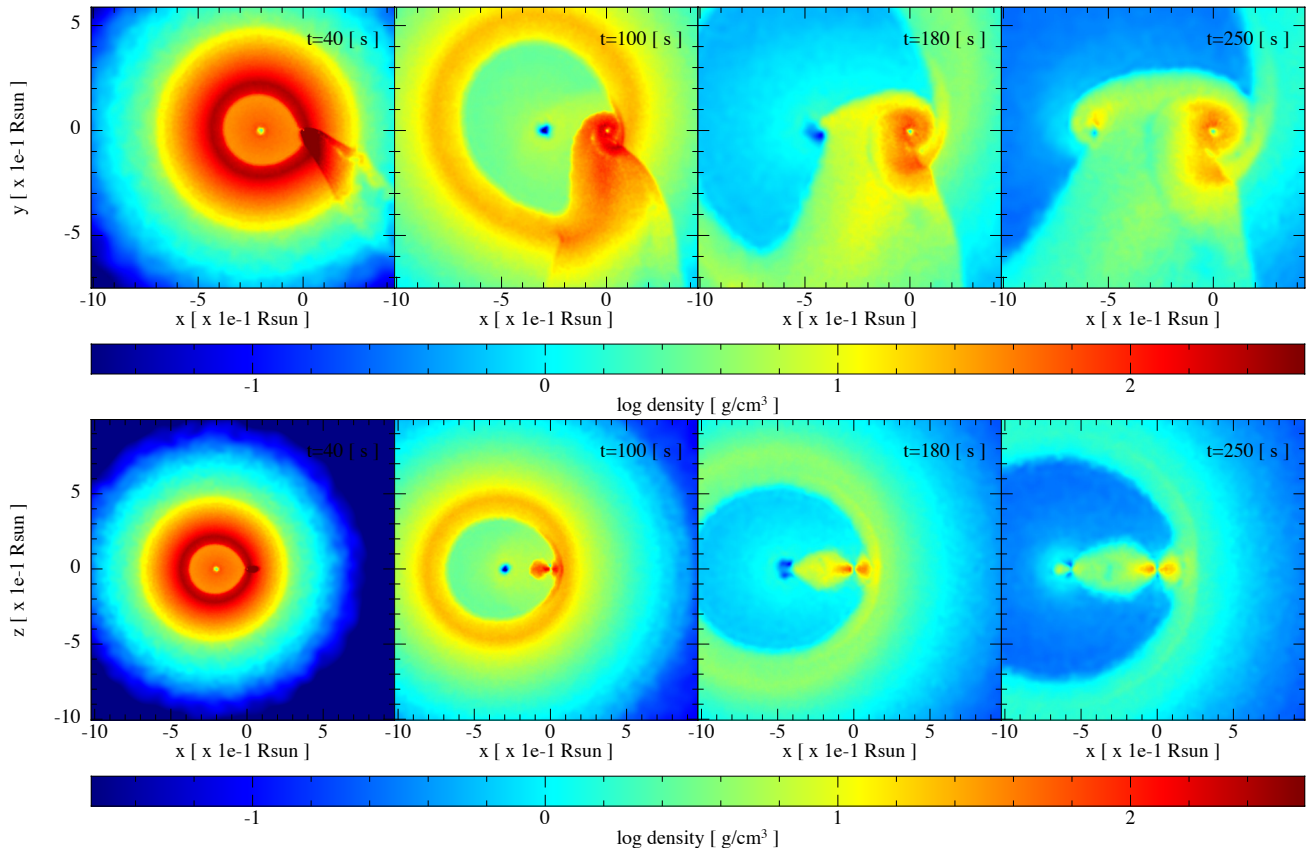 t=40 [ s ] t=100 [ s ] t=180 [ s ] t=250 [ s ]
5
0
-5
y [ x 1e-1 Rsun ]
-10 -5 0 -10 -5 0 -10 -5 0 -10 -5 0
x [ x 1e-1 Rsun ] x [ x 1e-1 Rsun ] x [ x 1e-1 Rsun ] x [ x 1e-1 Rsun ]
-1 0 1 2
log density [ g/cm³ ]
t=40 [ s ] t=100 [ s ] t=180 [ s ] t=250 [ s ]
5
0
-5
-10
z [ x 1e-1 Rsun ]
-10 -5 0 5 -10 -5 0 5 -10 -5 0 5 -10 -5 0 5
x [ x 1e-1 Rsun ] x [ x 1e-1 Rsun ] x [ x 1e-1 Rsun ] x [ x 1e-1 Rsun ]
-1 0 1 2
log density [ g/cm³ ]